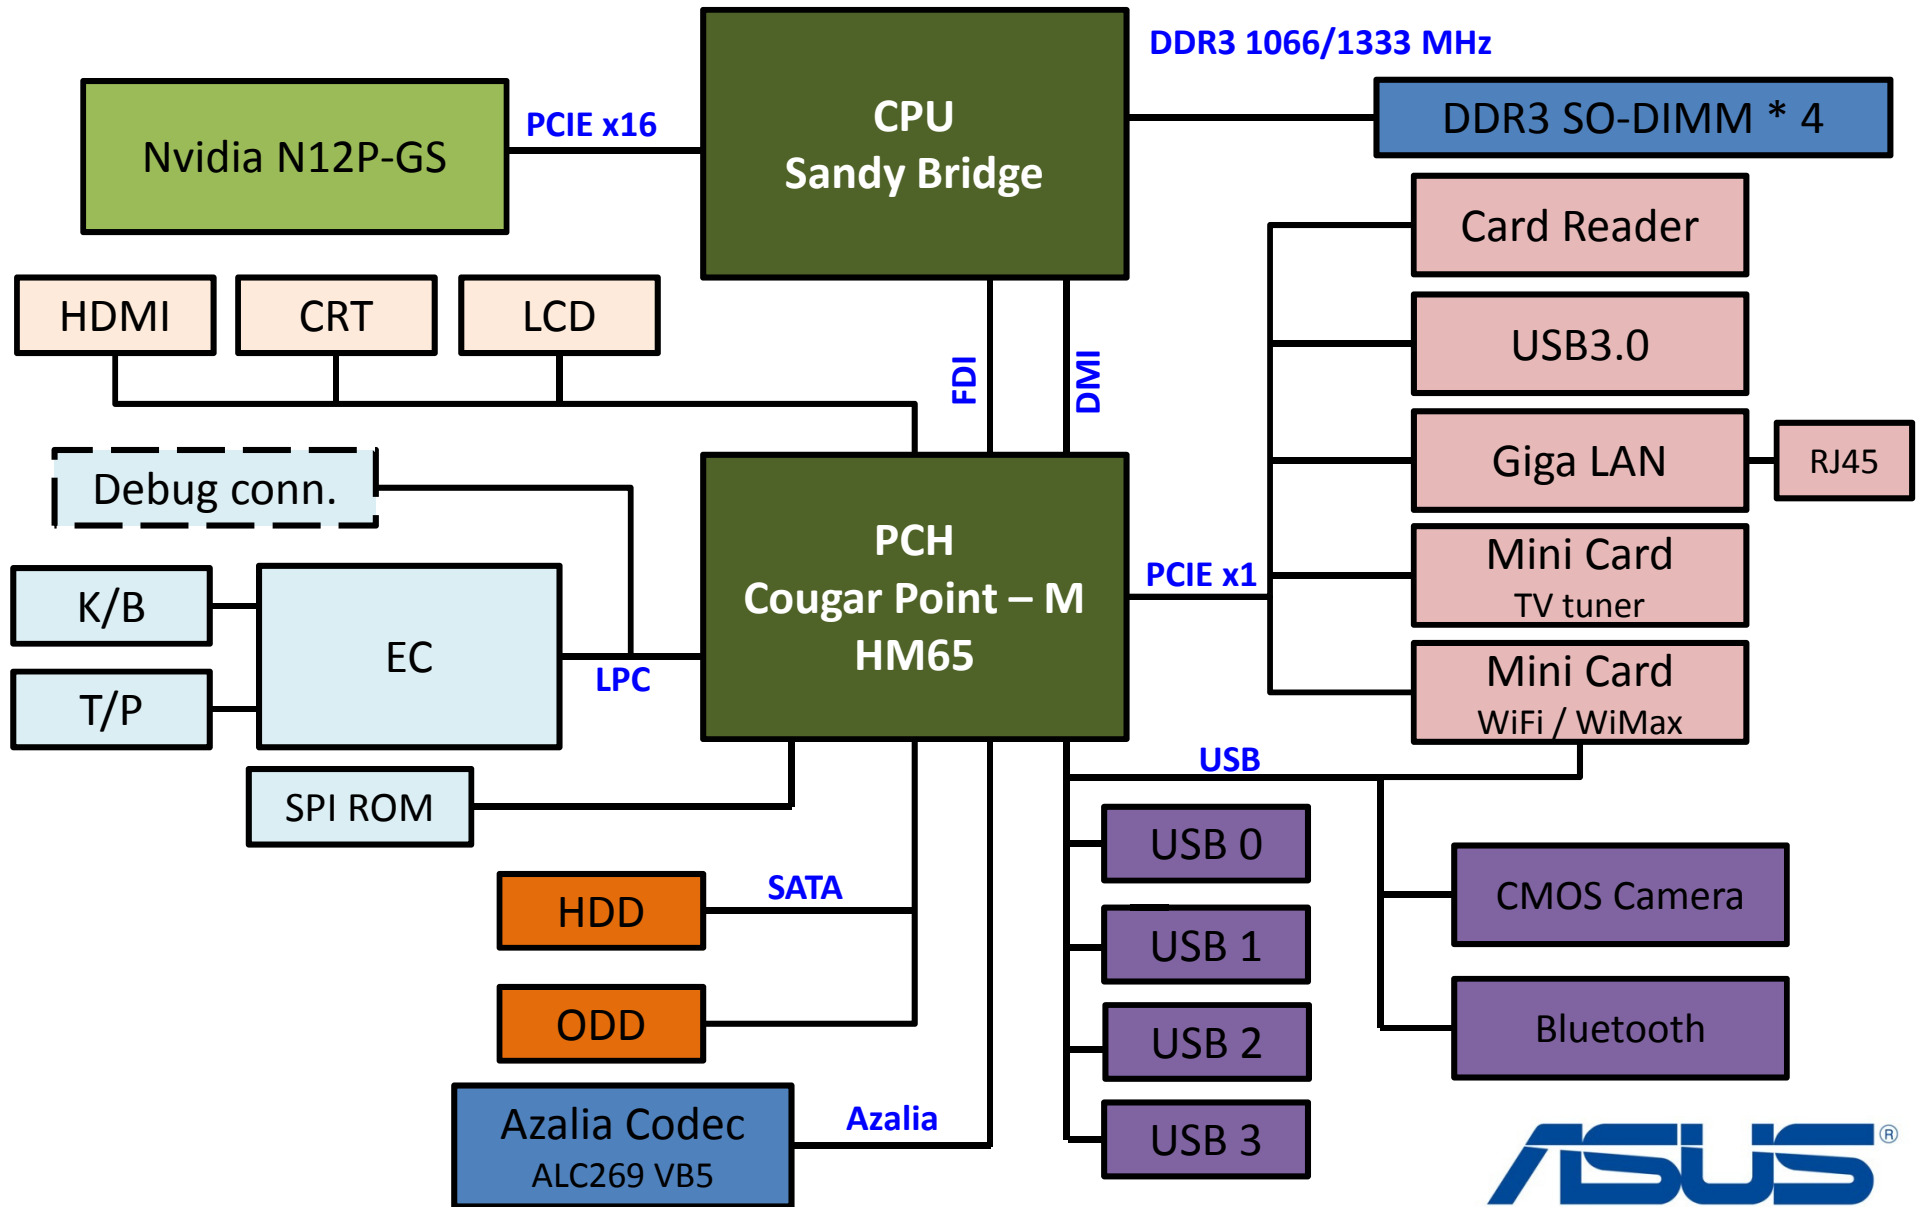 DDR3 1066/1333 MHz
CPU
Sandy Bridge
Nvidia N12P-GS
PCIE x16
DDR3 SO-DIMM * 4
Card Reader
HDMI
CRT
LCD
USB3.0
FDI
DMI
Giga LAN
RJ45
Debug conn.
PCH
Cougar Point – M
HM65
PCIE x1
Mini Card
TV tuner
K/B
EC
T/P
LPC
Mini Card
WiFi / WiMax
USB
SPI ROM
USB 0
SATA
HDD
CMOS Camera
USB 1
ODD
USB 2
Bluetooth
Azalia Codec
ALC269 VB5
Azalia
USB 3
ASUS®